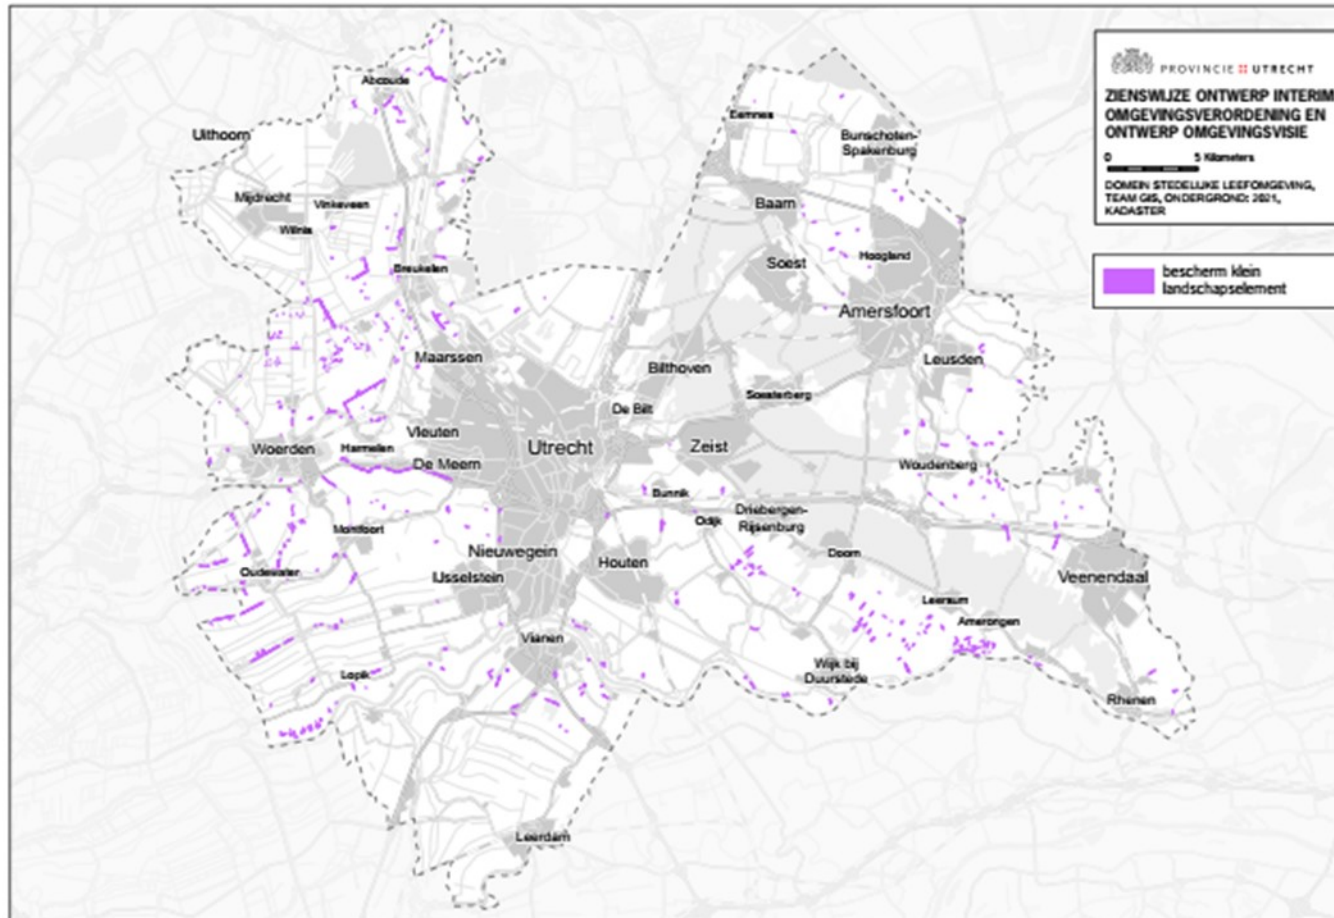 PROVINCIE UTRECHT
ZIENSWIJZE ONTWERP INTERIM
OMGEVINGSVERORDENING EN
ONTWERP OMGEVINGSVISIE
0 5 Kilometers
DOMEIN STEDELIJKE LEEFOMGEVING,
TEAM GIS, ONDERGROND: 2021,
KADASTER
bescherm klein
landschapselement
Abcoude
Eemnes
Uithoorn
Bunschoten-
Spakenburg
Mijdrecht
Vinkeveen
Baarn
Wilnis
Hoogland
Soest
Breukelen
Amersfoort
Maarssen
Leusden
Bilthoven
Soesterberg
De Bilt
Vleuten
Woerden
Harmelen
Utrecht
Zeist
De Meern
Woudenberg
Bunnik
Odijk
Driebergen-
Rijsenburg
Montfoort
Nieuwegein
Doorn
Houten
Oudewater
IJsselstein
Veenendaal
Leersum
Amerongen
Vianen
Lopik
Wijk bij
Duurstede
Rhenen
Leerdam